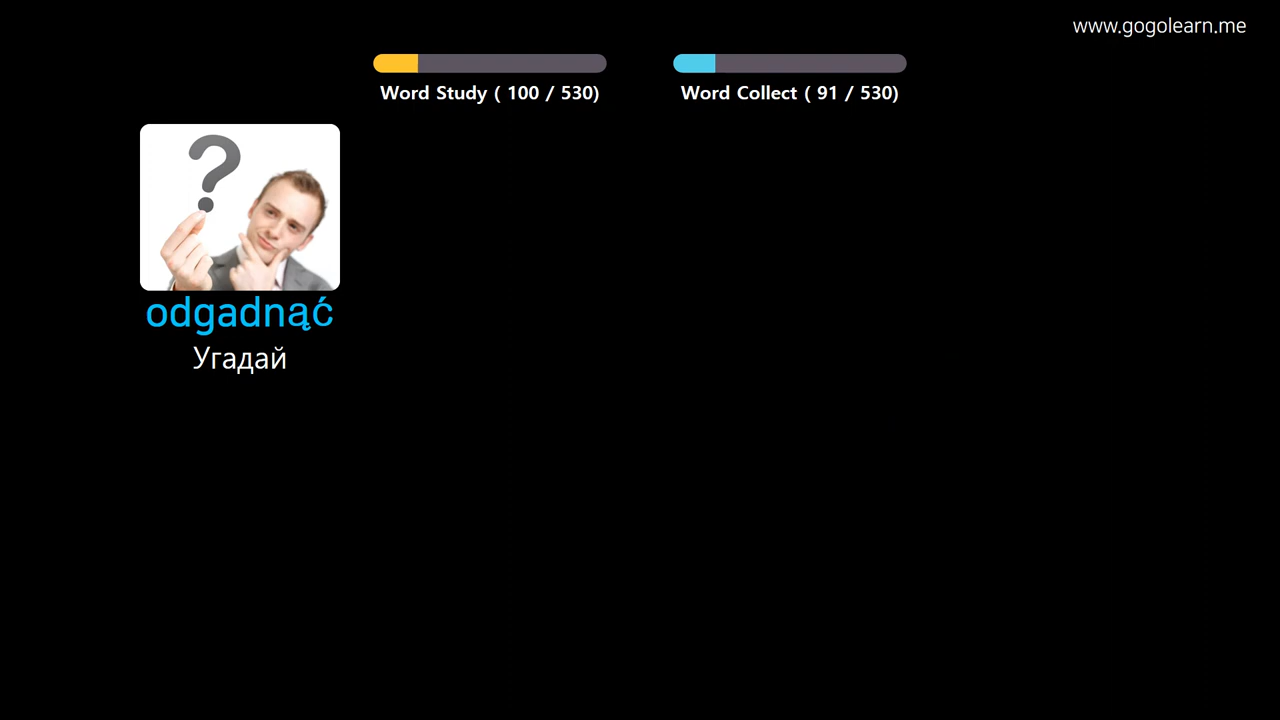 www.gogolearn.me
Word Study ( 100 / 530)
Word Collect ( 91 / 530)
?
odgadnąć
Угадай